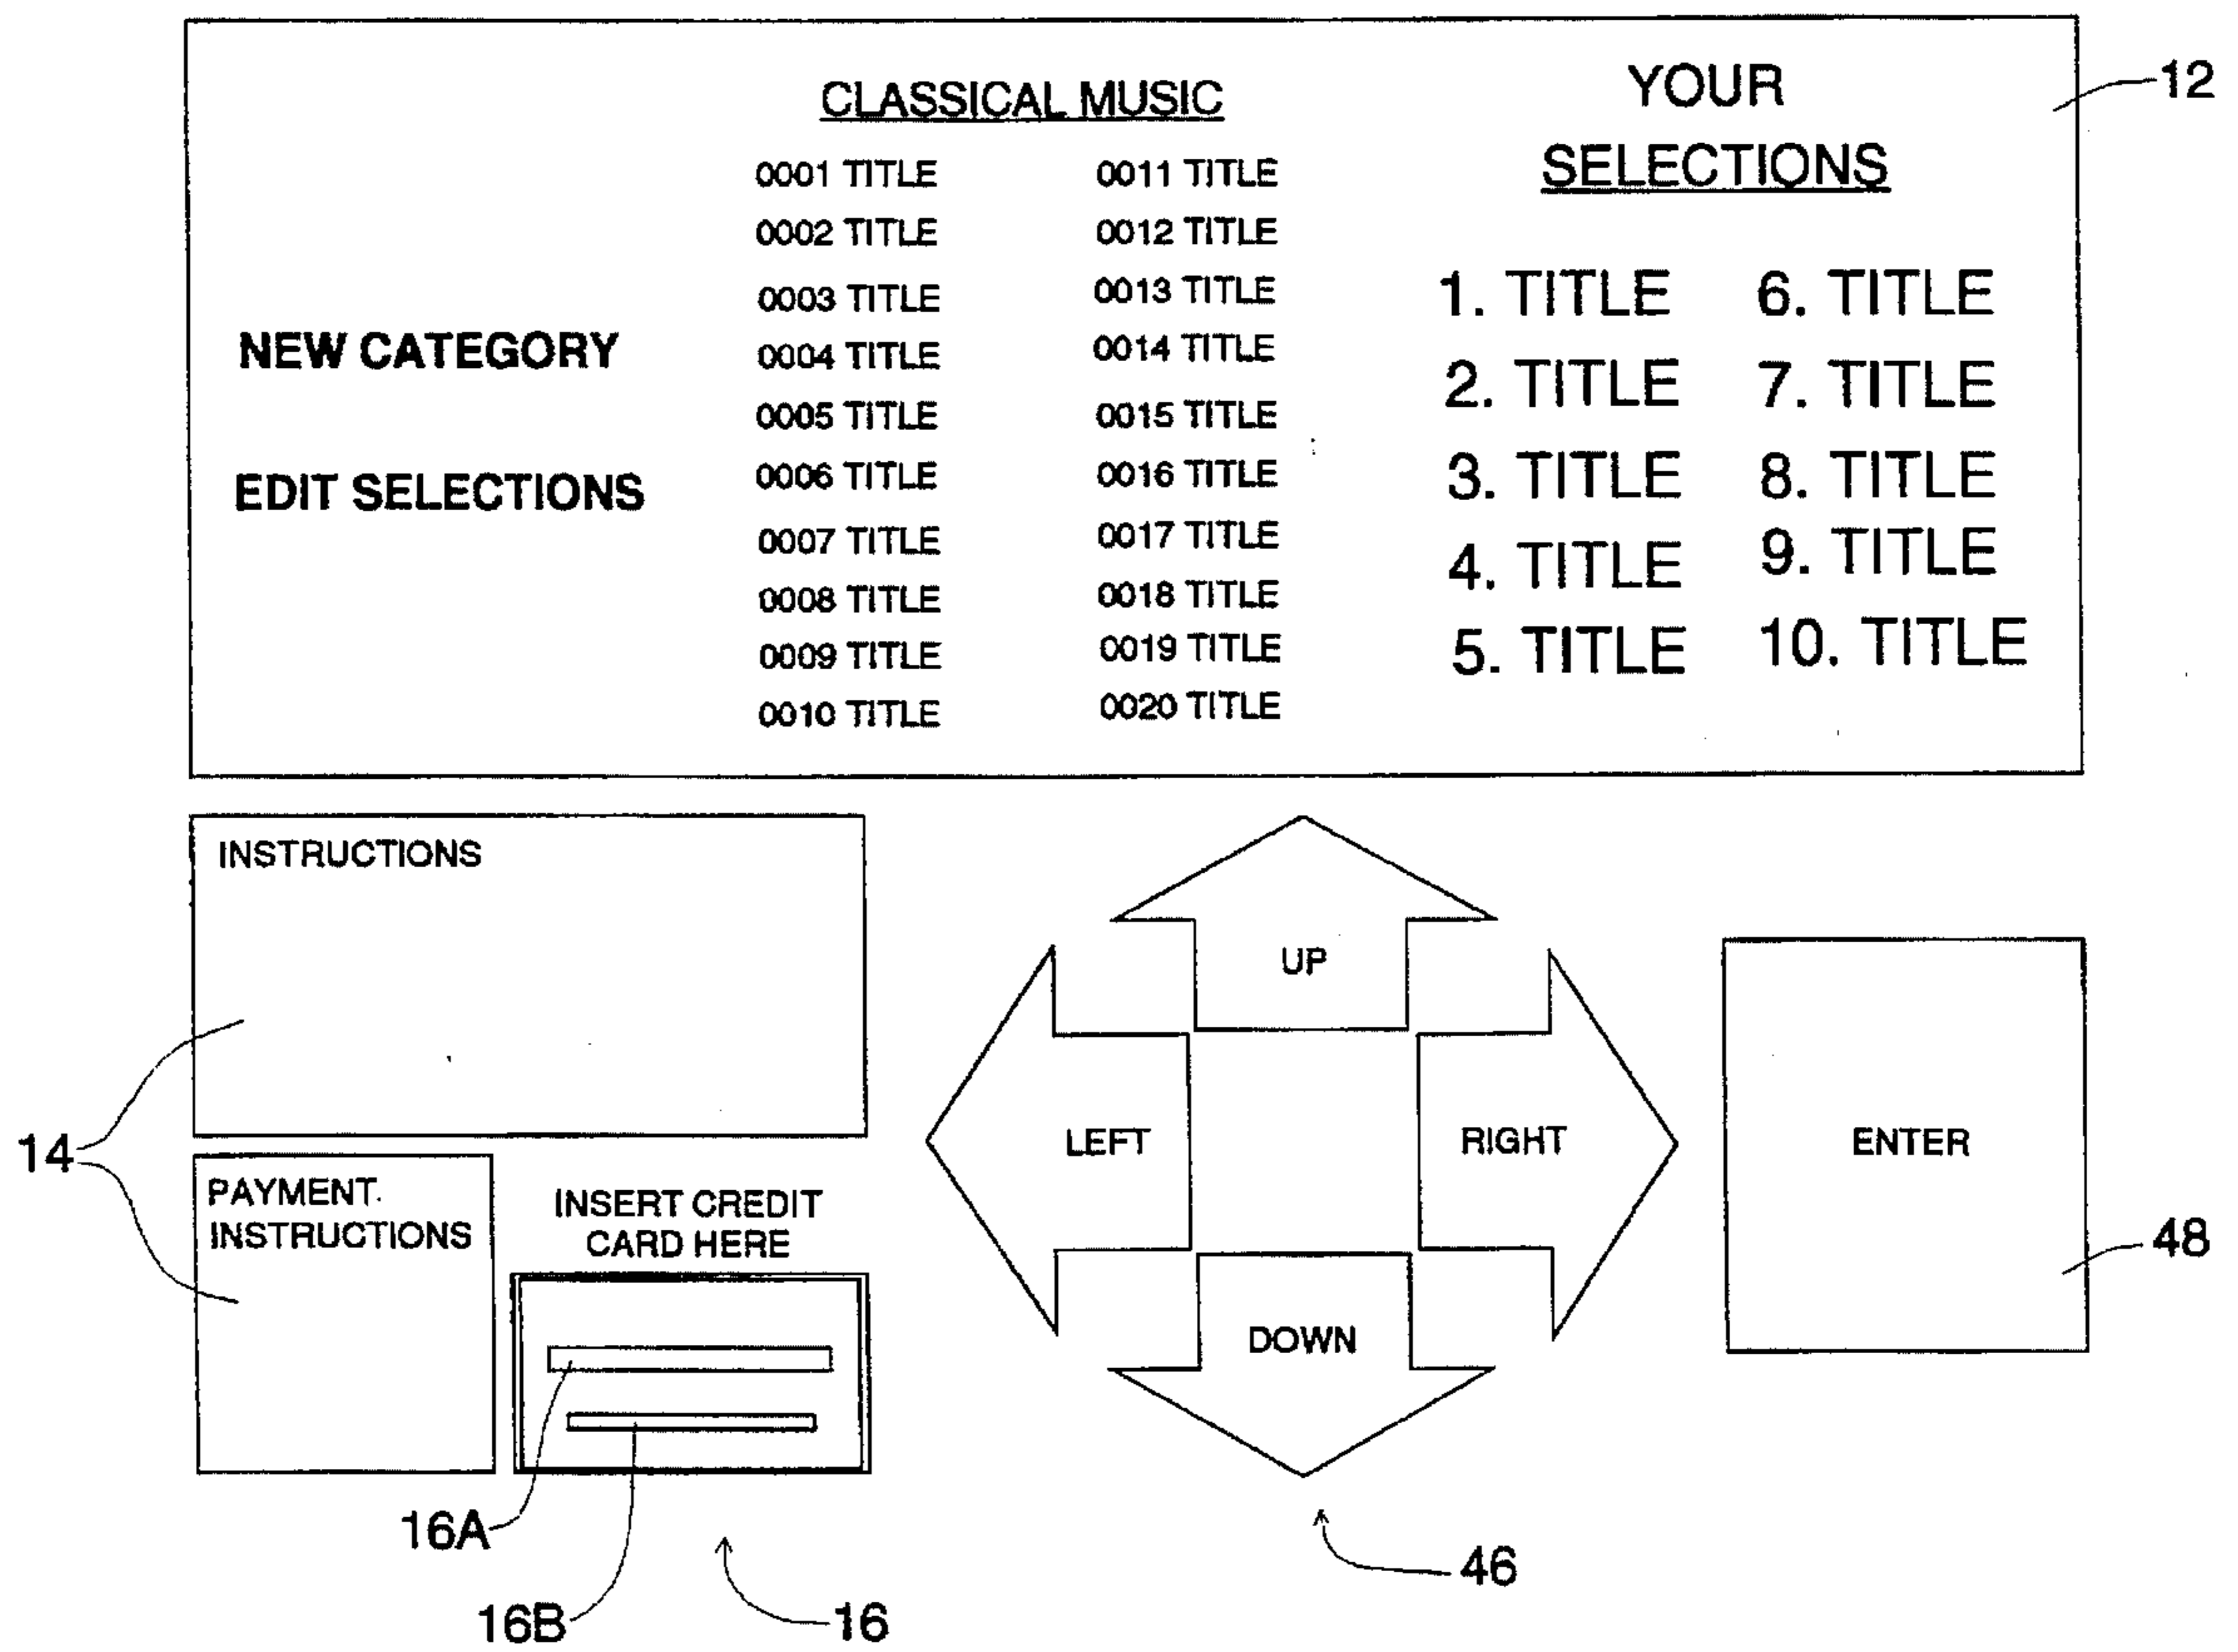 12
CLASSICAL MUSIC
YOUR
SELECTIONS
NEW CATEGORY
EDIT SELECTIONS
0001 TITLE
0002 TITLE
0003 TITLE
0004 TITLE
0005 TITLE
0006 TITLE
0007 TITLE
0008 TITLE
0009 TITLE
0010 TITLE
0011 TITLE
0012 TITLE
0013 TITLE
0014 TITLE
0015 TITLE
0016 TITLE
0017 TITLE
0018 TITLE
0019 TITLE
0020 TITLE
1. TITLE
2. TITLE
3. TITLE
4. TITLE
5. TITLE
6. TITLE
7. TITLE
8. TITLE
9. TITLE
10. TITLE
INSTRUCTIONS
14
PAYMENT
INSTRUCTIONS
INSERT CREDIT
CARD HERE
16A
16B
16
UP
LEFT
RIGHT
DOWN
46
ENTER
48